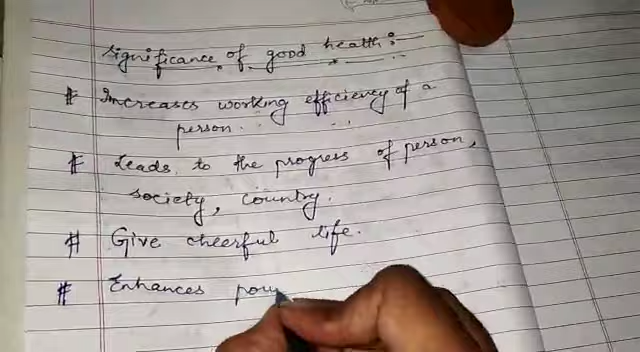 Significance of good health:-
# Increases working efficiency of a
person.
# Leads to the progress of person,
society, country.
# Give cheerful life.
# Enhances pow